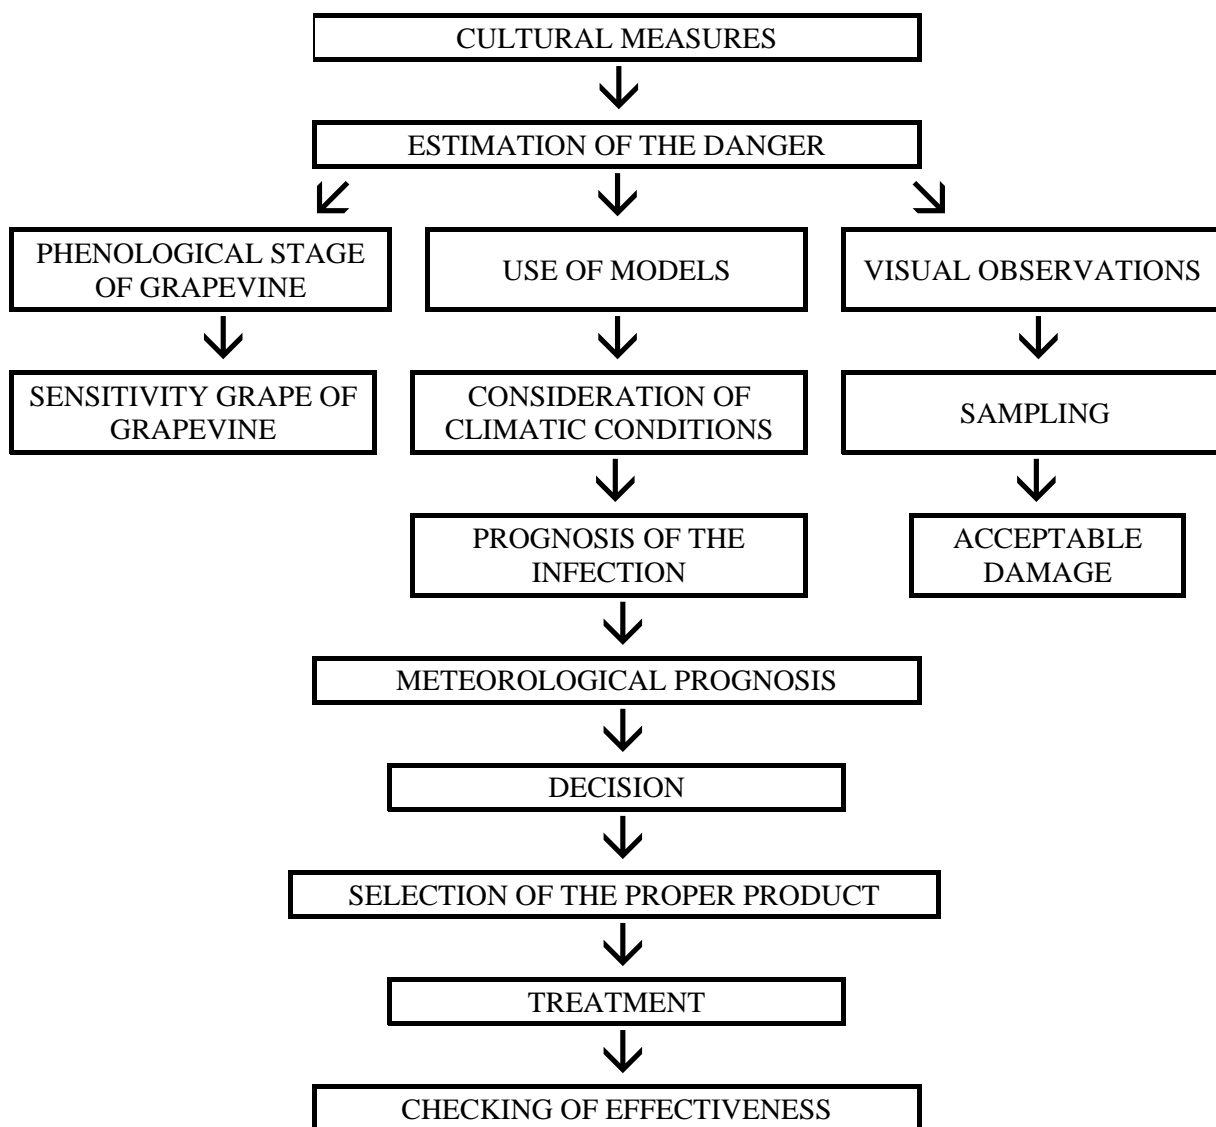 CULTURAL MEASURES
ESTIMATION OF THE DANGER
PHENOLOGICAL STAGE
OF GRAPEVINE
USE OF MODELS
VISUAL OBSERVATIONS
SENSITIVITY GRAPE OF
GRAPEVINE
CONSIDERATION OF
CLIMATIC CONDITIONS
SAMPLING
PROGNOSIS OF THE
INFECTION
ACCEPTABLE
DAMAGE
METEOROLOGICAL PROGNOSIS
DECISION
SELECTION OF THE PROPER PRODUCT
TREATMENT
CHECKING OF EFFECTIVENESS